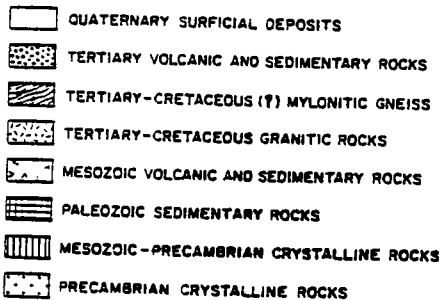 QUATERNARY SURFICIAL DEPOSITS
TERTIARY VOLCANIC AND SEDIMENTARY ROCKS
TERTIARY-CRETACEOUS (?) MYLONITIC GNEISS
TERTIARY-CRETACEOUS GRANITIC ROCKS
MESOZOIC VOLCANIC AND SEDIMENTARY ROCKS
PALEOZOIC SEDIMENTARY ROCKS
MESOZOIC-PRECAMBRIAN CRYSTALLINE ROCKS
PRECAMBRIAN CRYSTALLINE ROCKS